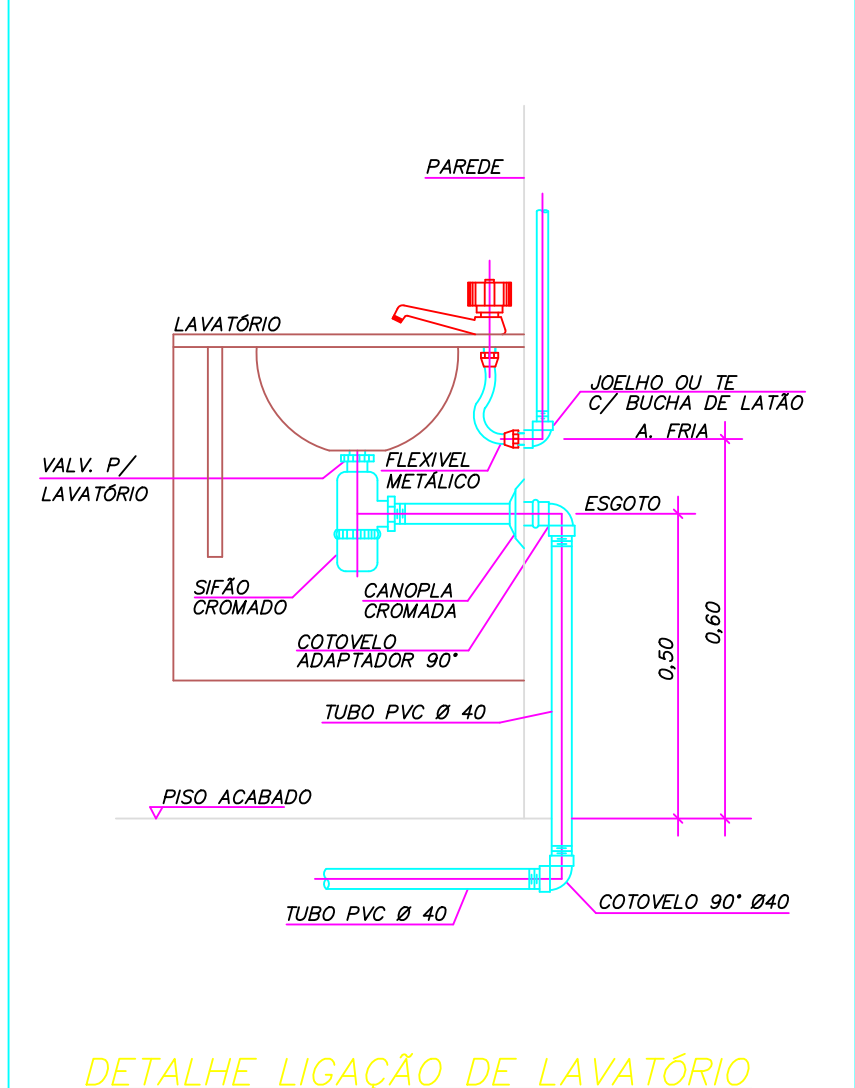 PAREDE
LAVATÓRIO
JOELHO OU TE
C/ BUCHA DE LATÃO
A. FRIA
VALV. P/
LAVATÓRIO
FLEXIVEL
METÁLICO
ESGOTO
SIFÃO
CROMADO
CANOPLA
CROMADA
COTOVELO
ADAPTADOR 90°
0,50
0,60
TUBO PVC Ø 40
PISO ACABADO
TUBO PVC Ø 40
COTOVELO 90° Ø40
DETALHE LIGAÇÃO DE LAVATÓRIO